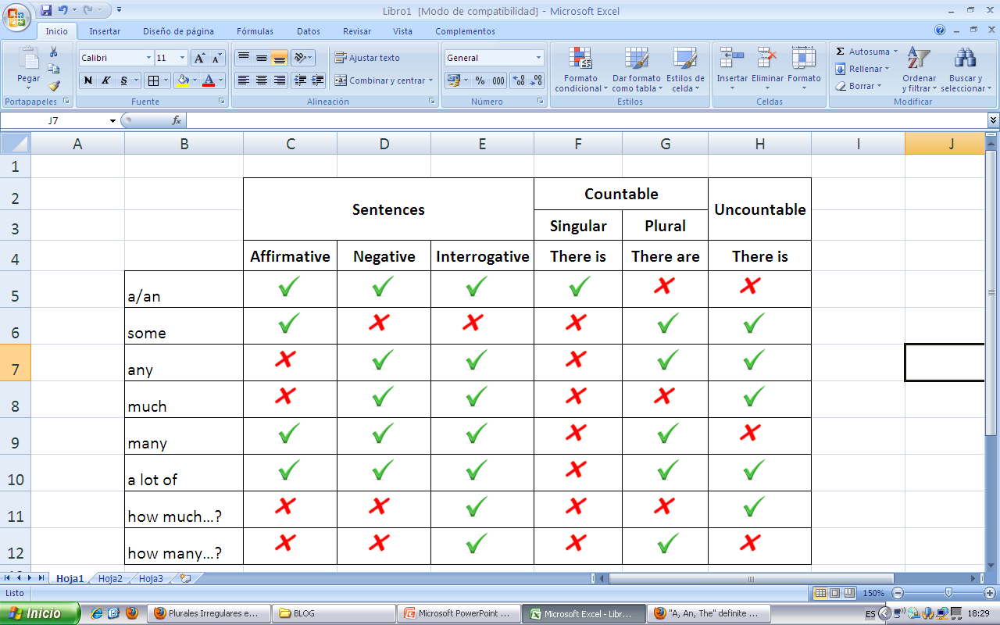 Libro1 [Modo de compatibilidad] - Microsoft Excel
Inicio Insertar Diseño de página Fórmulas Datos Revisar Vista Complementos
Pegar
Portapapeles
Calibri 11
N K S
Fuente
Ajustar texto
Combinar y centrar
Alineación
General
% 000
Número
Formato condicional
Dar formato como tabla
Estilos de celda
Estilos
Insertar Eliminar Formato
Celdas
Σ Autosuma
Rellenar
Borrar
Ordenar y filtrar
Buscar y seleccionar
Modificar
J7 fx
A B C D E F G H I J
1
2 Sentences Countable Uncountable
3 Singular Plural
4 Affirmative Negative Interrogative There is There are There is
5 a/an
6 some
7 any
8 much
9 many
10 a lot of
11 how much...?
12 how many...?
Hoja1 Hoja2 Hoja3
Listo 150%
Inicio Plurales Irregulares e... BLOG Microsoft PowerPoint ... Microsoft Excel - Libr... "A, An, The" definite ... ES 18:29